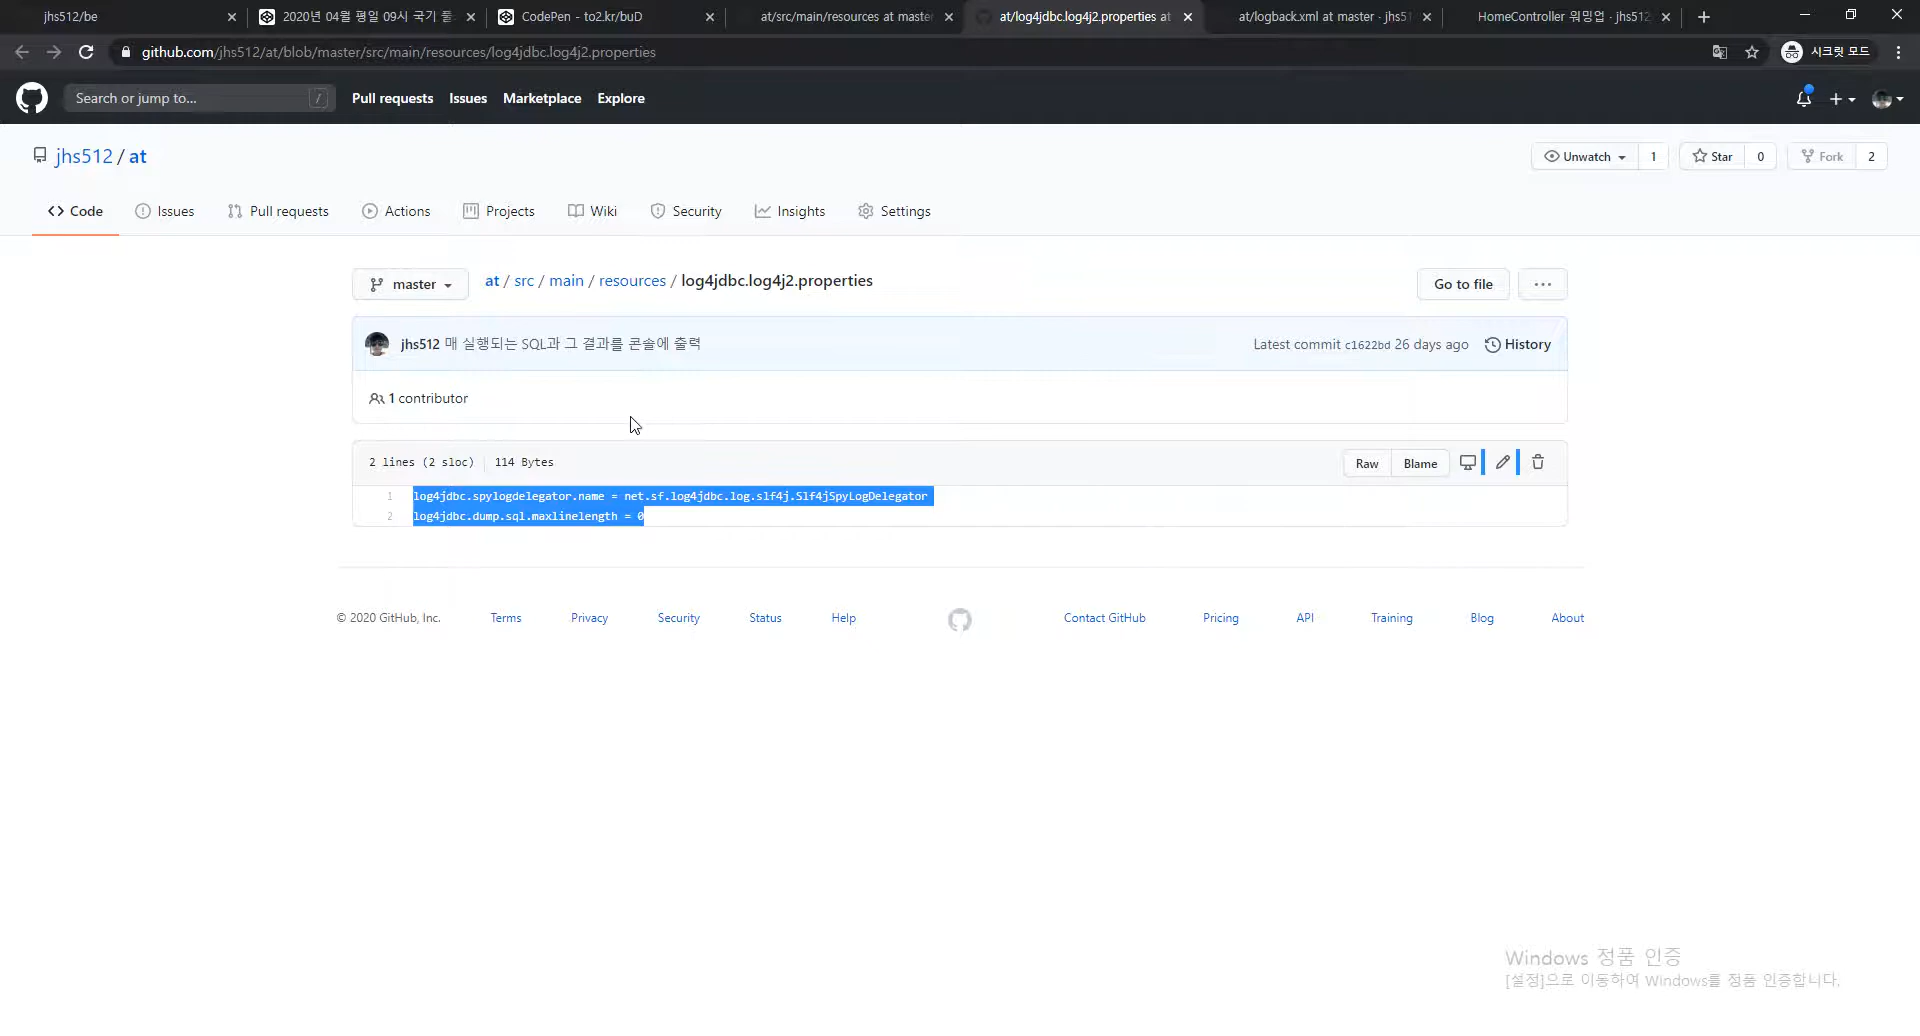 jhs512/be
2020년 04월 평일 09시 국기 훌
CodePen - to2.kr/buD
at/src/main/resources at master
at/log4jdbc.log4j2.properties at
at/logback.xml at master · jhs51
HomeController 워밍업 · jhs512
github.com/jhs512/at/blob/master/src/main/resources/log4jdbc.log4j2.properties
시크릿 모드
Search or jump to...
/
Pull requests
Issues
Marketplace
Explore
jhs512 / at
Unwatch
1
Star
0
Fork
2
Code
Issues
Pull requests
Actions
Projects
Wiki
Security
Insights
Settings
master
at / src / main / resources / log4jdbc.log4j2.properties
Go to file
...
jhs512 매 실행되는 SQL과 그 결과를 콘솔에 출력
Latest commit c1622bd 26 days ago
History
1 contributor
2 lines (2 sloc)
114 Bytes
Raw
Blame
1 log4jdbc.spylogdelegator.name = net.sf.log4jdbc.log.slf4j.Slf4jSpyLogDelegator
2 log4jdbc.dump.sql.maxlinelength = 0
© 2020 GitHub, Inc.
Terms
Privacy
Security
Status
Help
Contact GitHub
Pricing
API
Training
Blog
About
Windows 정품 인증
[설정]으로 이동하여 Windows를 정품 인증합니다.